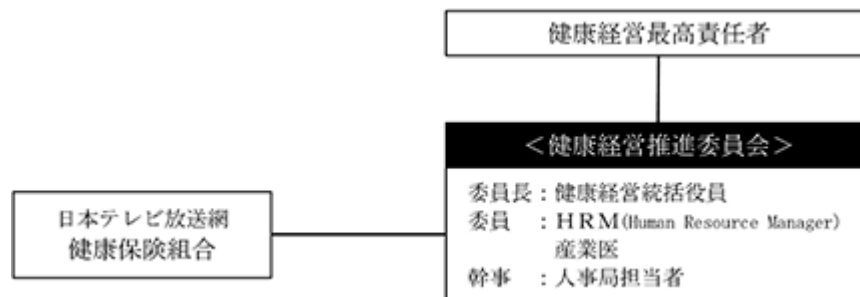 健康経営最高責任者
＜健康経営推進委員会＞
委員長：健康経営統括役員
委員　：ＨＲＭ(Human Resource Manager)
産業医
幹事　：人事局担当者
日本テレビ放送網
健康保険組合